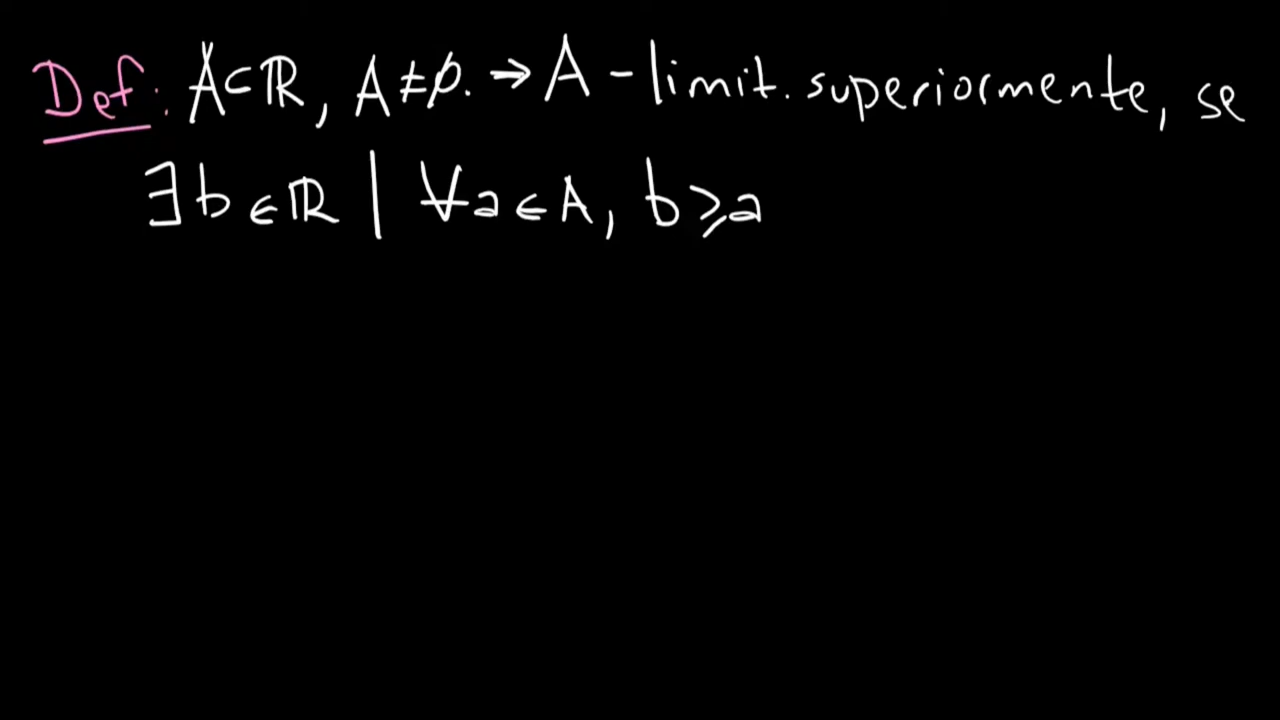 Def: A⊂ℝ, A≠∅. → A - limit. superiormente, se
∃b∈ℝ | ∀a∈A, b⩾a